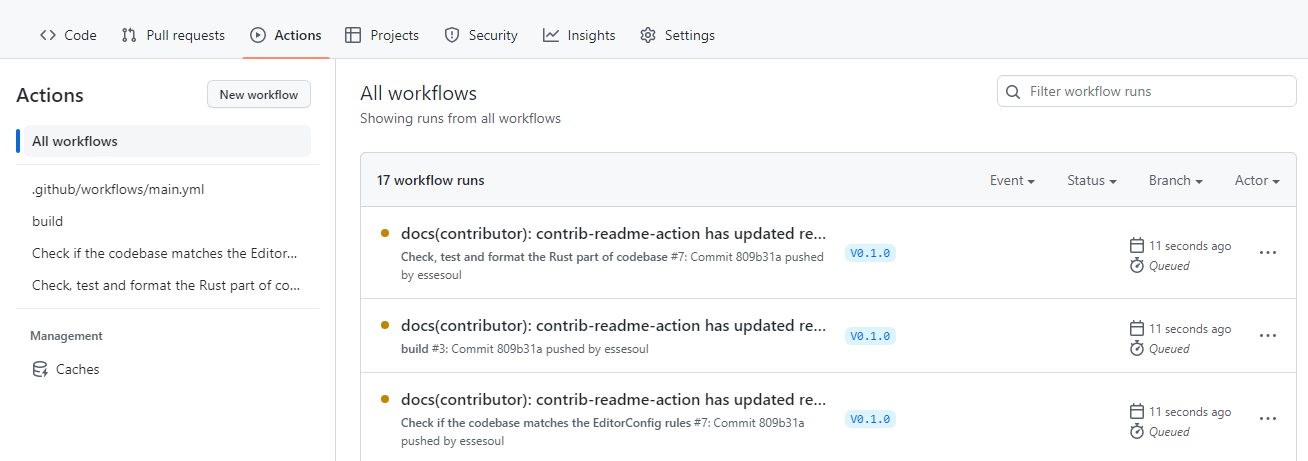 Code Pull requests Actions Projects Security Insights Settings
Actions
New workflow
All workflows
.github/workflows/main.yml
build
Check if the codebase matches the EditorConfig...
Check, test and format the Rust part of co...
Management
Caches
All workflows
Showing runs from all workflows
Filter workflow runs
17 workflow runs
Event Status Branch Actor
docs(contributor): contrib-readme-action has updated re...
Check, test and format the Rust part of codebase #7: Commit 809b31a pushed
by essesoul
V0.1.0
11 seconds ago
Queued
docs(contributor): contrib-readme-action has updated re...
build #3: Commit 809b31a pushed by essesoul
V0.1.0
11 seconds ago
Queued
docs(contributor): contrib-readme-action has updated re...
Check if the codebase matches the EditorConfig rules #7: Commit 809b31a
pushed by essesoul
V0.1.0
11 seconds ago
Queued